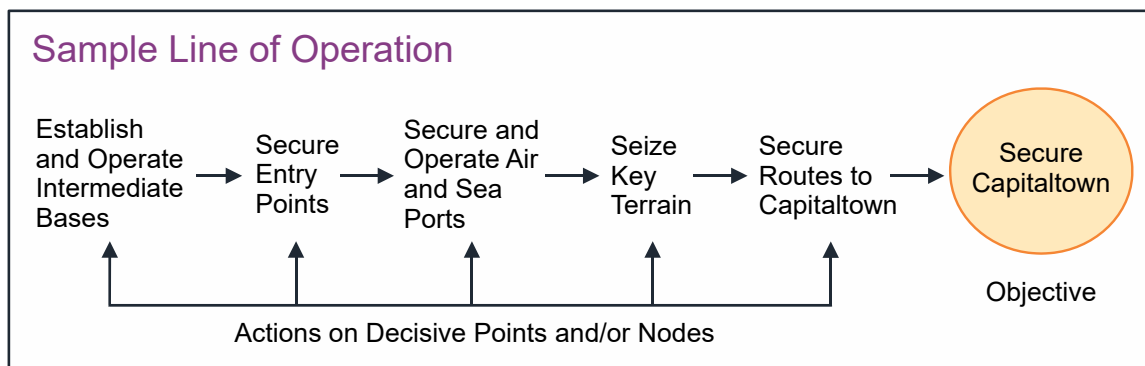 Sample Line of Operation
Establish
and Operate
Intermediate
Bases
Secure
Entry
Points
Secure and
Operate Air
and Sea
Ports
Seize
Key
Terrain
Secure
Routes to
Capitaltown
Secure
Capitaltown
Objective
Actions on Decisive Points and/or Nodes